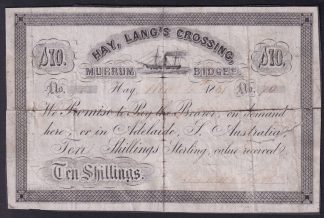 HAY, LANG'S CROSSING,
£10. £10.
MURRUM BIDGEE
No. Hay, 186 No.
We Promise to Pay the Bearer, on demand
here, or in Adelaide, S. Australia
Ten Shillings Sterling, value received
Ten Shillings.